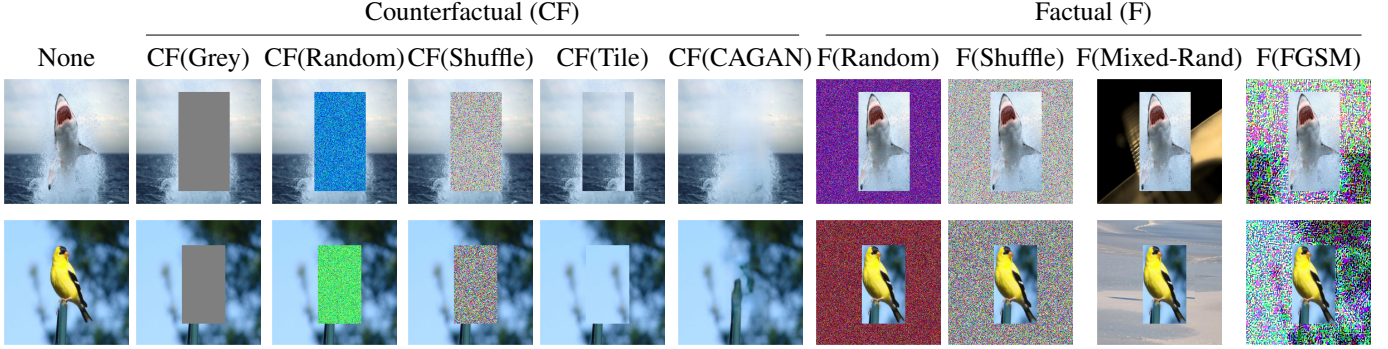 Counterfactual (CF) Factual (F)
None CF(Grey) CF(Random) CF(Shuffle) CF(Tile) CF(CAGAN) F(Random) F(Shuffle) F(Mixed-Rand) F(FGSM)